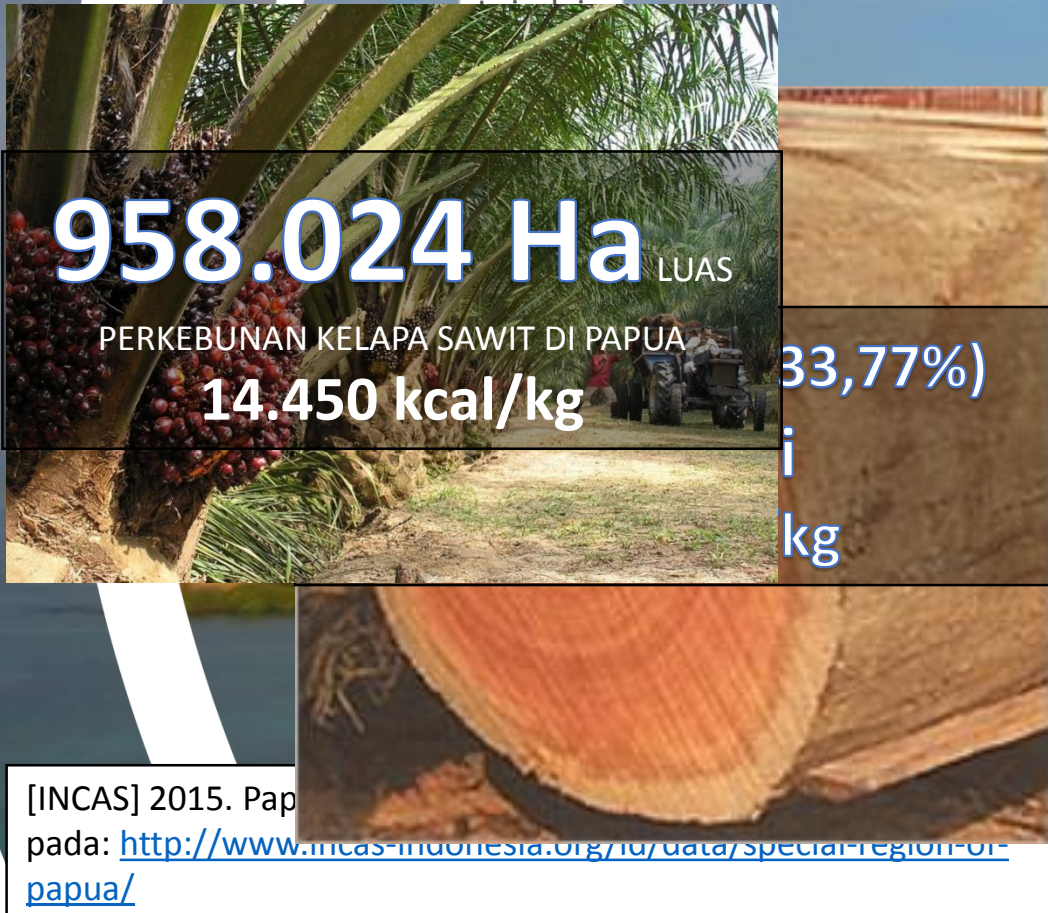 958.024 Ha LUAS
PERKEBUNAN KELAPA SAWIT DI PAPUA
14.450 kcal/kg
33,77%)
i
kg
[INCAS] 2015. Pap
pada: http://www.incas-indonesia.org/id/data/special-region-of-
papua/